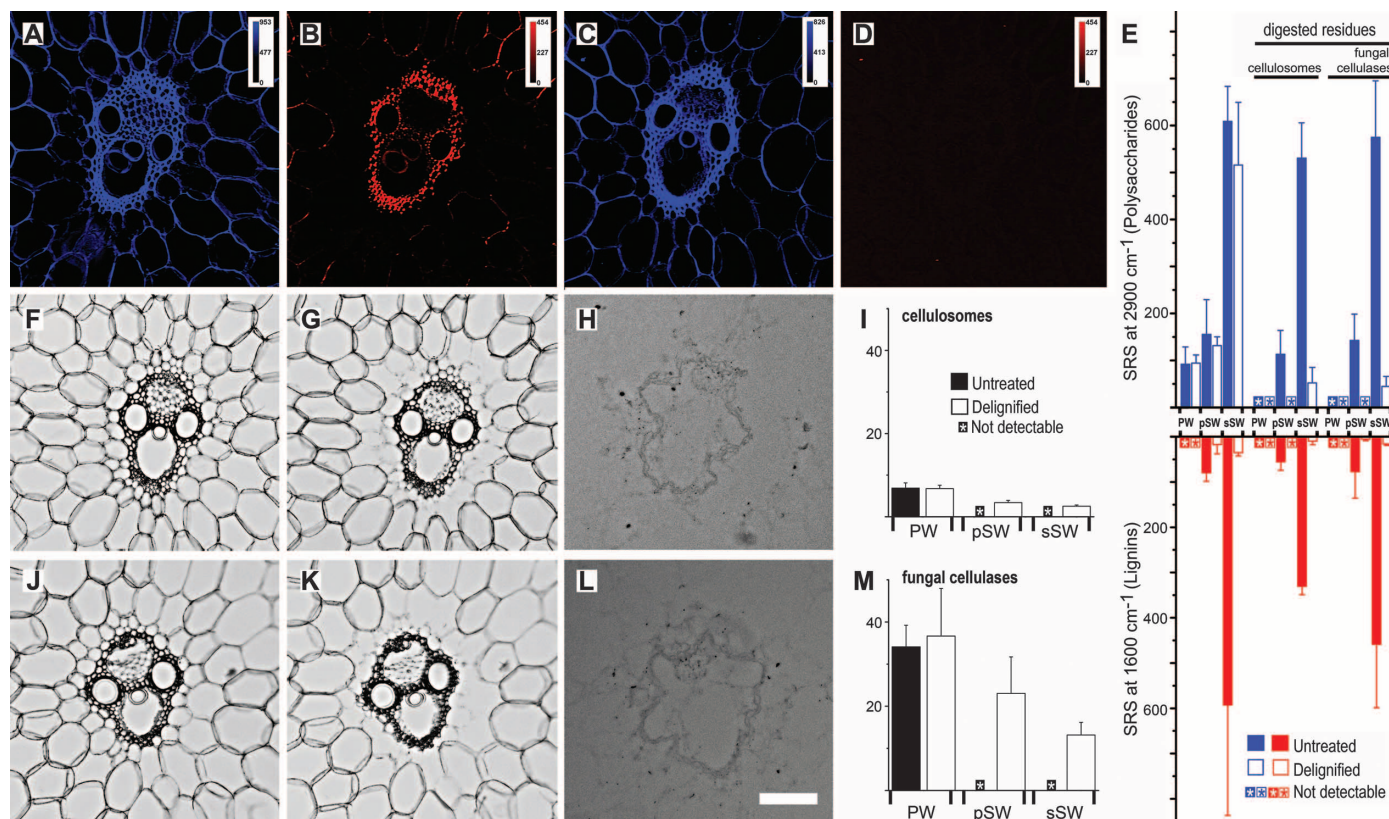 A
953
477
0
B
454
227
0
C
826
413
0
D
454
227
0
E
digested residues
cellulosomes
fungal
cellulases
SRS at 2900 cm⁻¹ (Polysaccharides)
600
400
200
PW pSW sSW PW pSW sSW PW pSW sSW
SRS at 1600 cm⁻¹ (Lignins)
200
400
600
Untreated
Delignified
Not detectable
F
G
H
I cellulosomes
40
20
Untreated
Delignified
Not detectable
PW pSW sSW
J
K
L
M fungal cellulases
40
20
PW pSW sSW